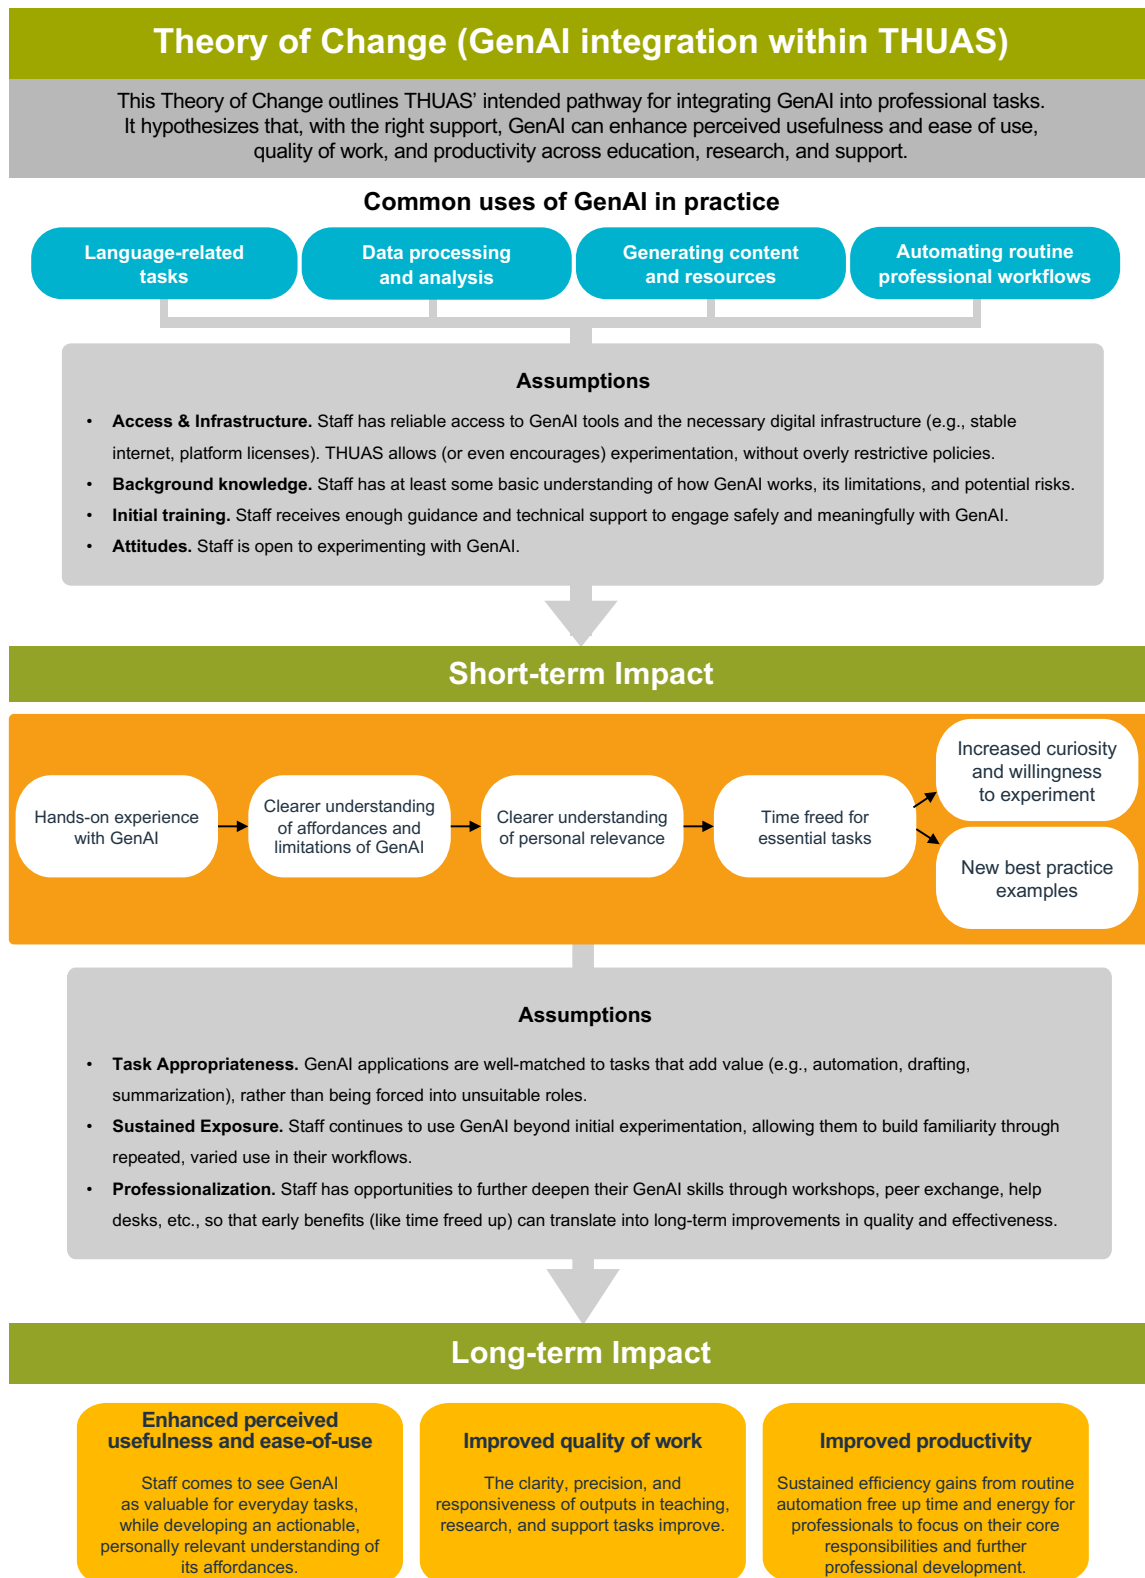 Theory of Change (GenAI integration within THUAS)
This Theory of Change outlines THUAS’ intended pathway for integrating GenAI into professional tasks.
It hypothesizes that, with the right support, GenAI can enhance perceived usefulness and ease of use,
quality of work, and productivity across education, research, and support.
Common uses of GenAI in practice
Language-related
tasks
Data processing
and analysis
Generating content
and resources
Automating routine
professional workflows
Assumptions
• Access & Infrastructure. Staff has reliable access to GenAI tools and the necessary digital infrastructure (e.g., stable
internet, platform licenses). THUAS allows (or even encourages) experimentation, without overly restrictive policies.
• Background knowledge. Staff has at least some basic understanding of how GenAI works, its limitations, and potential risks.
• Initial training. Staff receives enough guidance and technical support to engage safely and meaningfully with GenAI.
• Attitudes. Staff is open to experimenting with GenAI.
Short-term Impact
Hands-on experience
with GenAI
Clearer understanding
of affordances and
limitations of GenAI
Clearer understanding
of personal relevance
Time freed for
essential tasks
Increased curiosity
and willingness
to experiment
New best practice
examples
Assumptions
• Task Appropriateness. GenAI applications are well-matched to tasks that add value (e.g., automation, drafting,
summarization), rather than being forced into unsuitable roles.
• Sustained Exposure. Staff continues to use GenAI beyond initial experimentation, allowing them to build familiarity through
repeated, varied use in their workflows.
• Professionalization. Staff has opportunities to further deepen their GenAI skills through workshops, peer exchange, help
desks, etc., so that early benefits (like time freed up) can translate into long-term improvements in quality and effectiveness.
Long-term Impact
Enhanced perceived
usefulness and ease-of-use
Staff comes to see GenAI
as valuable for everyday tasks,
while developing an actionable,
personally relevant understanding of
its affordances.
Improved quality of work
The clarity, precision, and
responsiveness of outputs in teaching,
research, and support tasks improve.
Improved productivity
Sustained efficiency gains from routine
automation free up time and energy for
professionals to focus on their core
responsibilities and further
professional development.